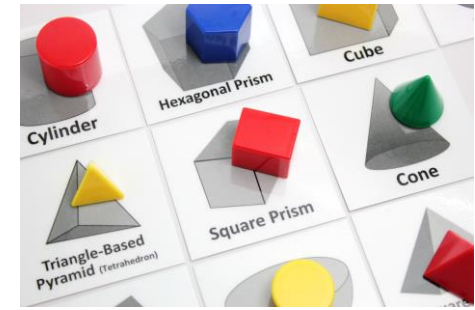 Cylinder
Hexagonal Prism
Cube
Triangle-Based
Pyramid (Tetrahedron)
Square Prism
Cone